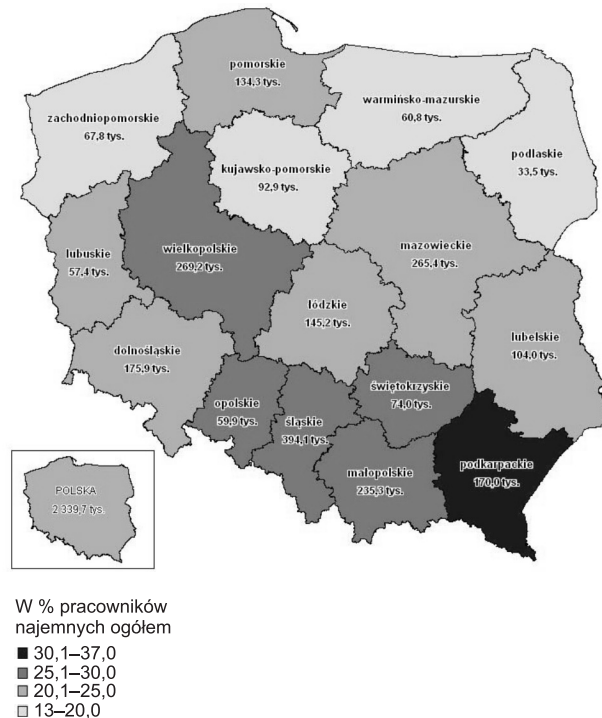 pomorskie
134,3 tys.
zachodniopomorskie
67,8 tys.
warmińsko-mazurskie
60,8 tys.
podlaskie
33,5 tys.
kujawsko-pomorskie
92,9 tys.
wielkopolskie
269,2 tys.
mazowieckie
265,4 tys.
lubuskie
57,4 tys.
łódzkie
145,2 tys.
lubelskie
104,0 tys.
dolnośląskie
175,9 tys.
opolskie
59,9 tys.
śląskie
394,1 tys.
świętokrzyskie
74,0 tys.
małopolskie
235,3 tys.
podkarpackie
170,0 tys.
POLSKA
2 339,7 tys.
W % pracowników
najemnych ogółem
30,1–37,0
25,1–30,0
20,1–25,0
13–20,0